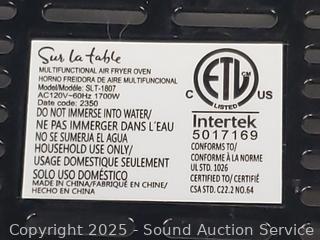 Sur la table
MULTIFUNCTIONAL AIR FRYER OVEN
HORNO FREIDORA DE AIRE MULTIFUNCIONAL
Model/Modèle: SLT-1807
AC120V~60Hz 1700W
Date code: 2350
DO NOT IMMERSE INTO WATER/
NE PAS IMMERGER DANS L'EAU
NO SE SUMERJA EL AGUA
HOUSEHOLD USE ONLY/
USAGE DOMESTIQUE SEULEMENT
SOLO USO DOMÉSTICO
MADE IN CHINA/FABRIQUÉ EN CHINE/
HECHO EN CHINA
ETL
CM
C US
LISTED
Intertek
5017169
CONFORMS TO/
CONFORME À LA NORME
UL STD. 1026
CERTIFIED TO/ CERTIFIÉ
CSA STD. C22.2 NO.64
Copyright 2025 - Sound Auction Service